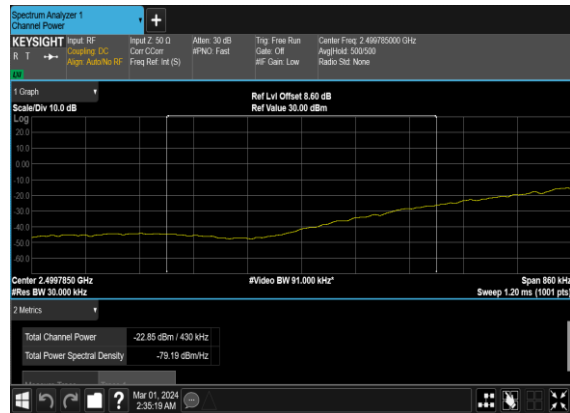 Spectrum Analyzer 1
Channel Power
+
KEYSIGHT
R T
LW
Input: RF
Coupling: DC
Align: Auto/No RF
Input Z: 50 Ω
Corr CCorr
Freq Ref: Int (S)
Atten: 30 dB
#PNO: Fast
Trig: Free Run
Gate: Off
#IF Gain: Low
Center Freq: 2.499785000 GHz
Avg|Hold: 500/500
Radio Std: None
1 Graph
Scale/Div 10.0 dB
Ref Lvl Offset 8.60 dB
Ref Value 30.00 dBm
Log
20.0
10.0
0.00
-10.0
-20.0
-30.0
-40.0
-50.0
-60.0
Center 2.4997850 GHz
#Res BW 30.000 kHz
#Video BW 91.000 kHz*
Span 860 kHz
Sweep 1.20 ms (1001 pts)
2 Metrics
Total Channel Power -22.85 dBm / 430 kHz
Total Power Spectral Density -79.19 dBm/Hz
?
Mar 01, 2024
2:35:19 AM